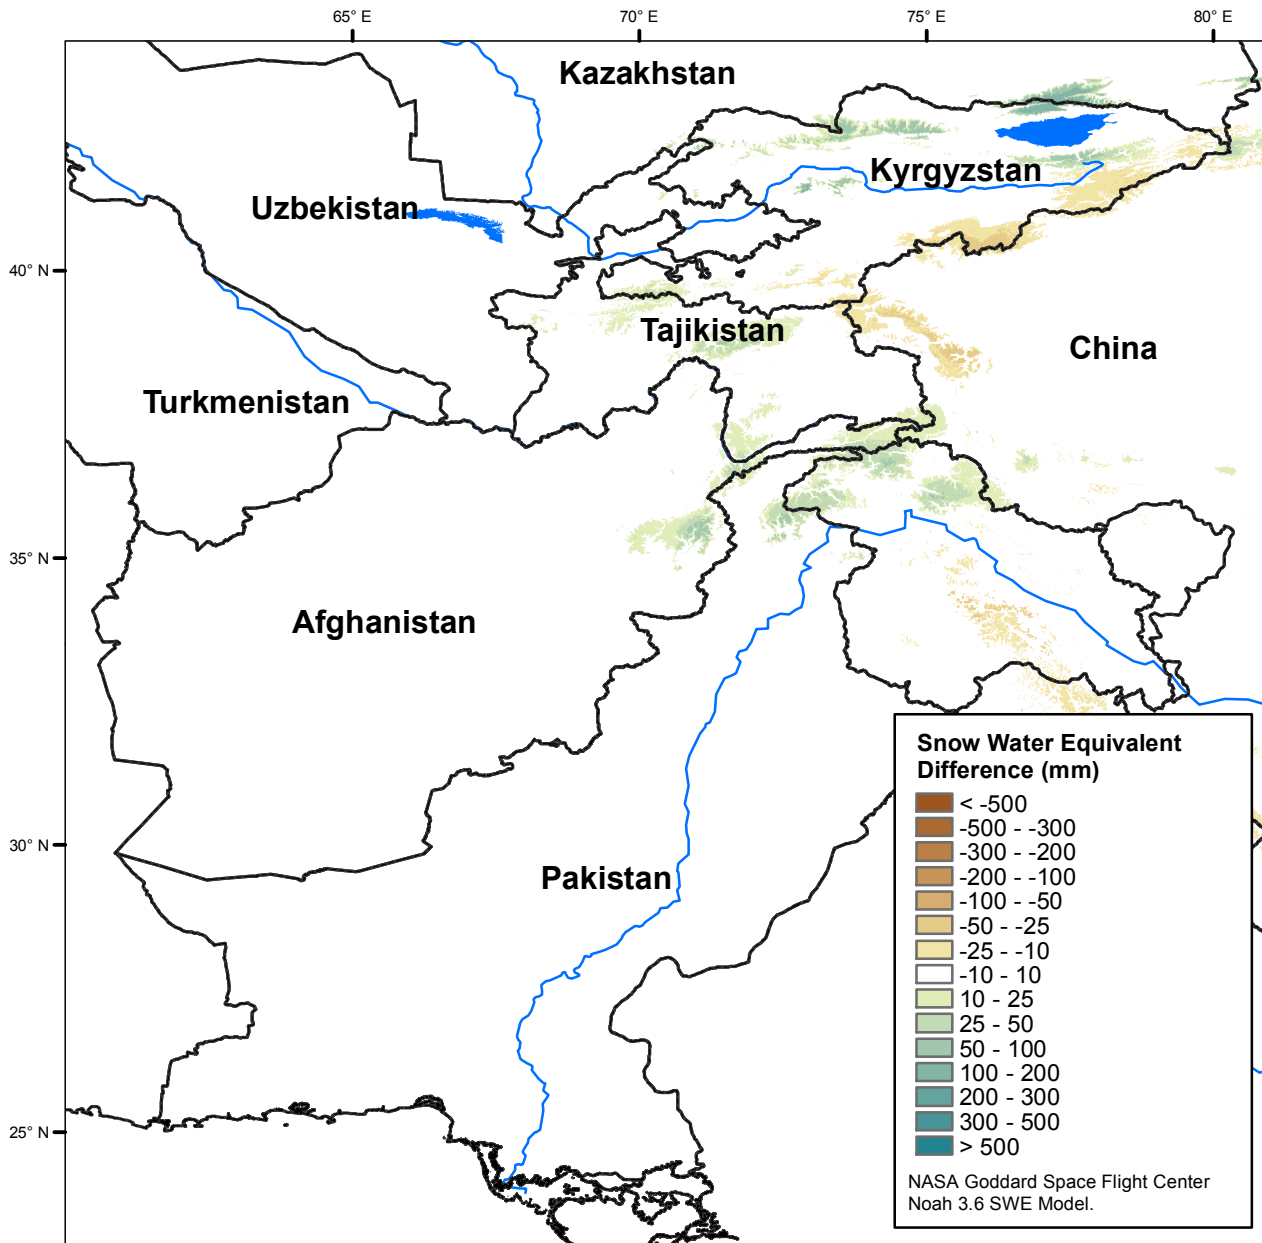 65° E
70° E
75° E
80° E
Kazakhstan
Kyrgyzstan
Uzbekistan
40° N
Tajikistan
China
Turkmenistan
35° N
Afghanistan
30° N
Pakistan
25° N
Snow Water Equivalent
Difference (mm)
< -500
-500 - -300
-300 - -200
-200 - -100
-100 - -50
-50 - -25
-25 - -10
-10 - 10
10 - 25
25 - 50
50 - 100
100 - 200
200 - 300
300 - 500
> 500
NASA Goddard Space Flight Center
Noah 3.6 SWE Model.